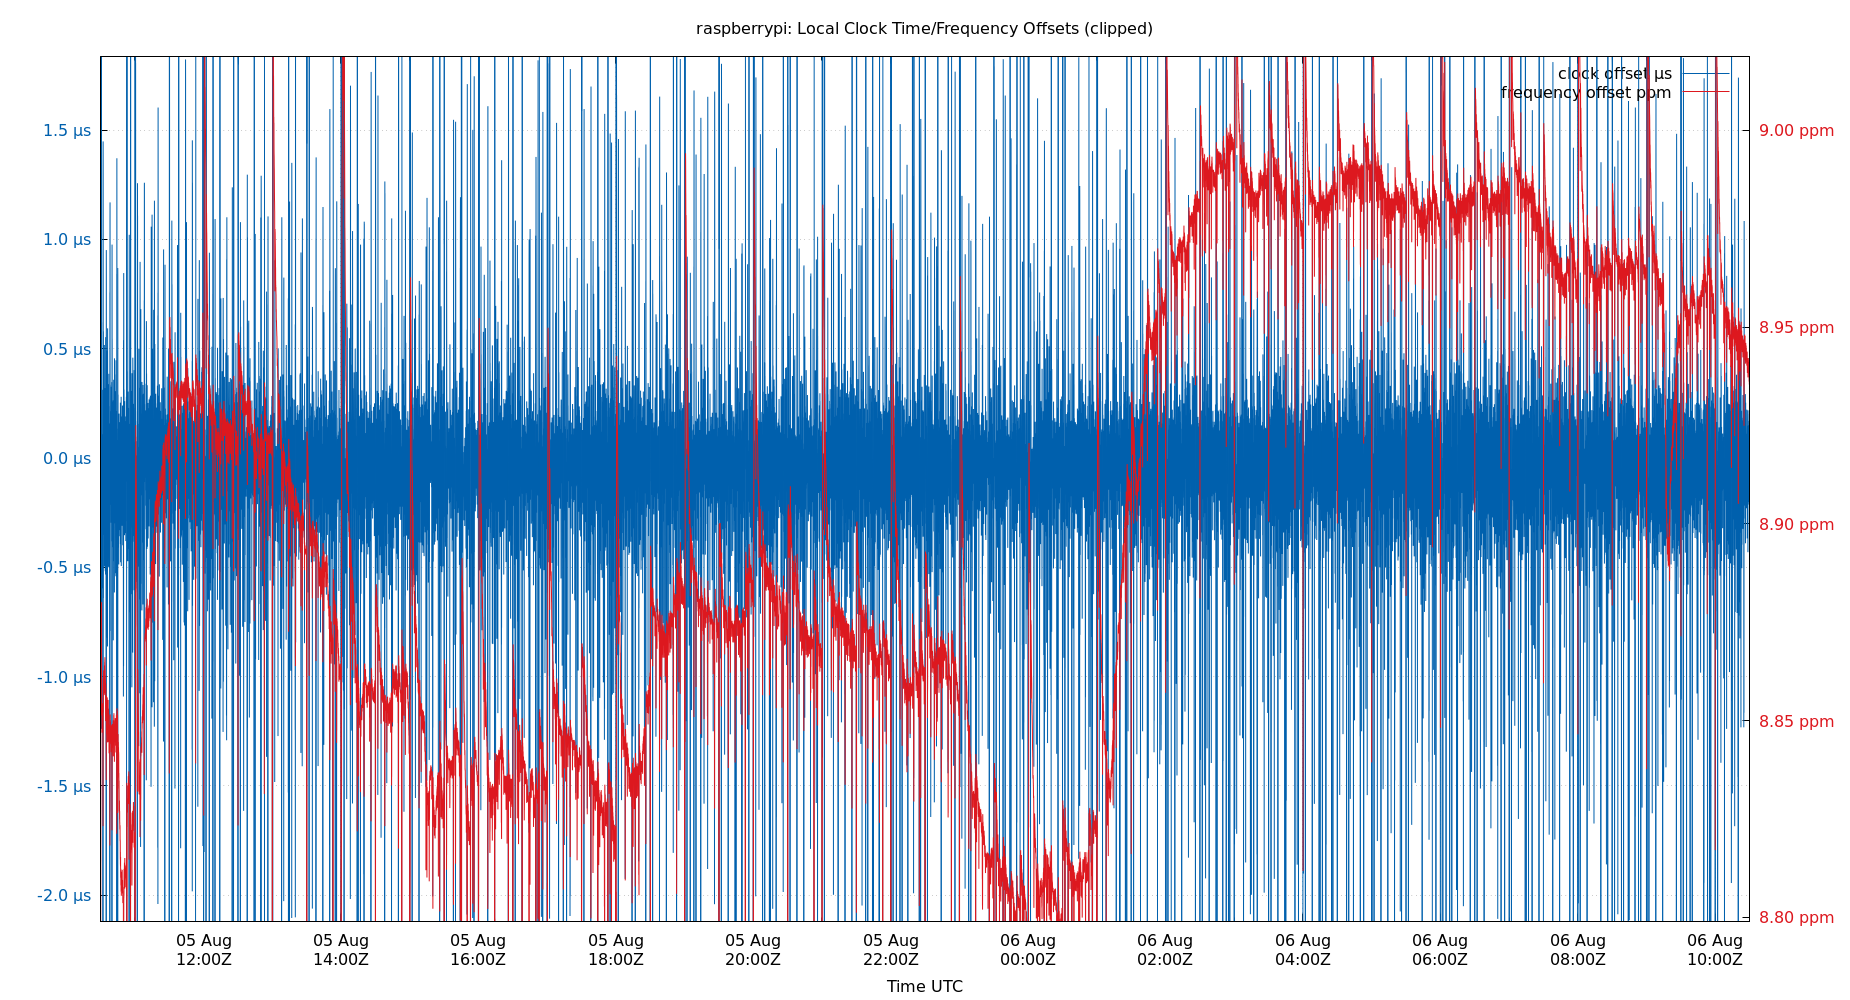 raspberrypi: Local Clock Time/Frequency Offsets (clipped)
clock offset µs
frequency offset ppm
1.5 µs
1.0 µs
0.5 µs
0.0 µs
-0.5 µs
-1.0 µs
-1.5 µs
-2.0 µs
9.00 ppm
8.95 ppm
8.90 ppm
8.85 ppm
8.80 ppm
05 Aug
12:00Z
05 Aug
14:00Z
05 Aug
16:00Z
05 Aug
18:00Z
05 Aug
20:00Z
05 Aug
22:00Z
06 Aug
00:00Z
06 Aug
02:00Z
06 Aug
04:00Z
06 Aug
06:00Z
06 Aug
08:00Z
06 Aug
10:00Z
Time UTC